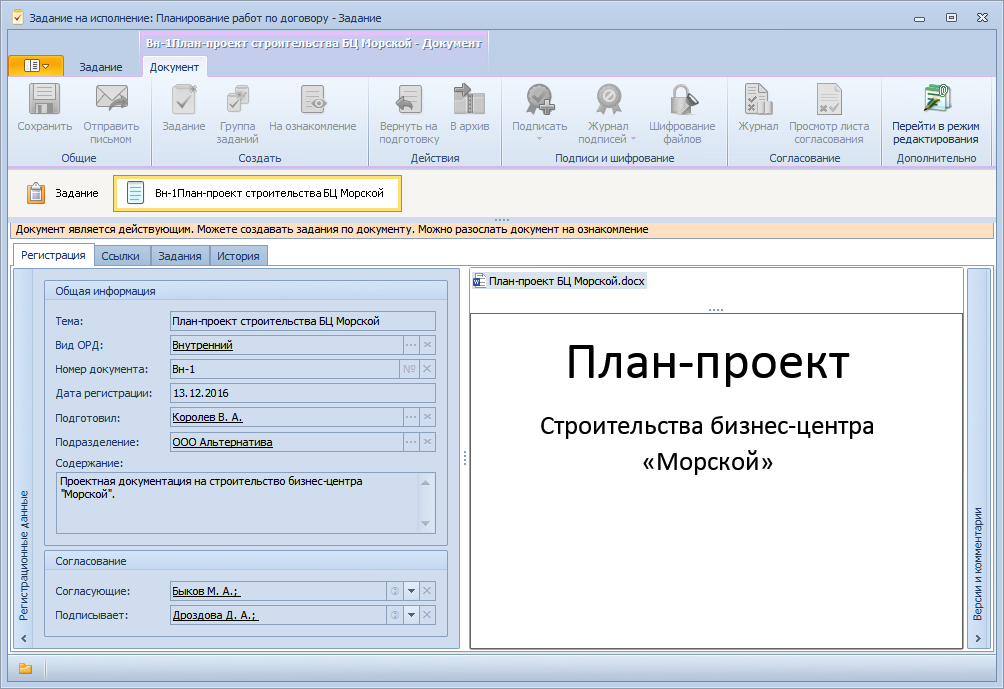 Задание на исполнение: Планирование работ по договору - Задание
Вн-1План-проект строительства БЦ Морской - Документ
Задание
Документ
Сохранить
Отправить
письмом
Общие
Задание
Группа
заданий
На ознакомление
Создать
Вернуть на
подготовку
В архив
Действия
Подписать
Журнал
подписей
Шифрование
файлов
Подписи и шифрование
Журнал
Просмотр листа
согласования
Согласование
Перейти в режим
редактирования
Дополнительно
Задание
Вн-1План-проект строительства БЦ Морской
Документ является действующим. Можете создавать задания по документу. Можно разослать документ на ознакомление
Регистрация
Ссылки
Задания
История
Регистрационные данные
Общая информация
Тема:
План-проект строительства БЦ Морской
Вид ОРД:
Внутренний
Номер документа:
Вн-1
№
Дата регистрации:
13.12.2016
Подготовил:
Королев В. А.
Подразделение:
ООО Альтернатива
Содержание:
Проектная документация на строительство бизнес-центра
"Морской".
Согласование
Согласующие:
Быков М. А.;
Подписывает:
Дроздова Д. А.;
План-проект БЦ Морской.docx
План-проект
Строительства бизнес-центра
«Морской»
Версии и комментарии